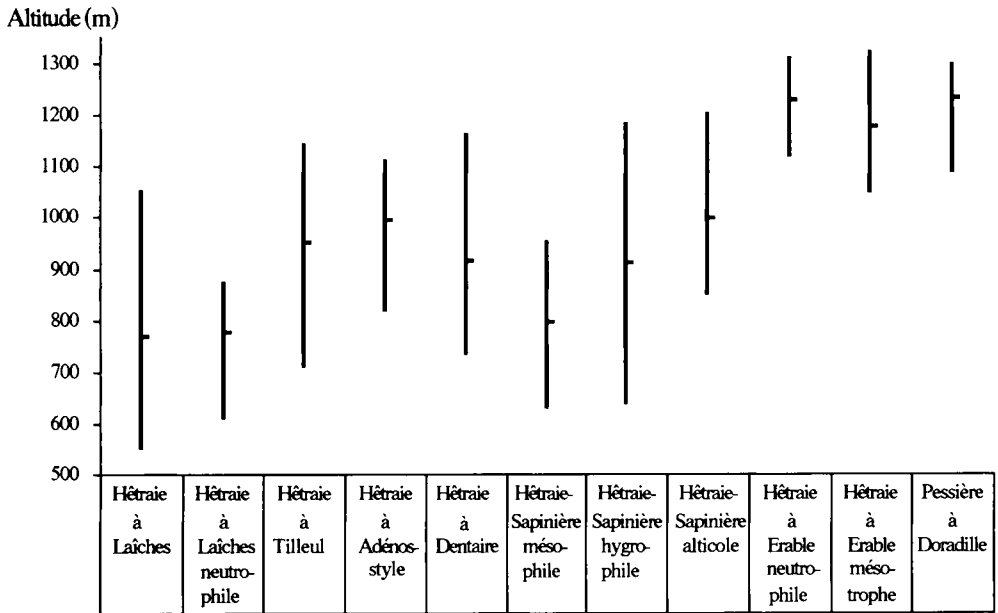 Altitude (m)
1300
1200
1100
1000
900
800
700
600
500
Hêtraie
à
Laîches
Hêtraie
à
Laîches
neutro-
phile
Hêtraie
à
Tilleul
Hêtraie
à
Adénos-
style
Hêtraie
à
Dentaire
Hêtraie-
Sapinière
méso-
phile
Hêtraie-
Sapinière
hygro-
phile
Hêtraie-
Sapinière
alticole
Hêtraie
à
Erable
neutro-
phile
Hêtraie
à
Erable
méso-
trophe
Pessière
à
Doradille